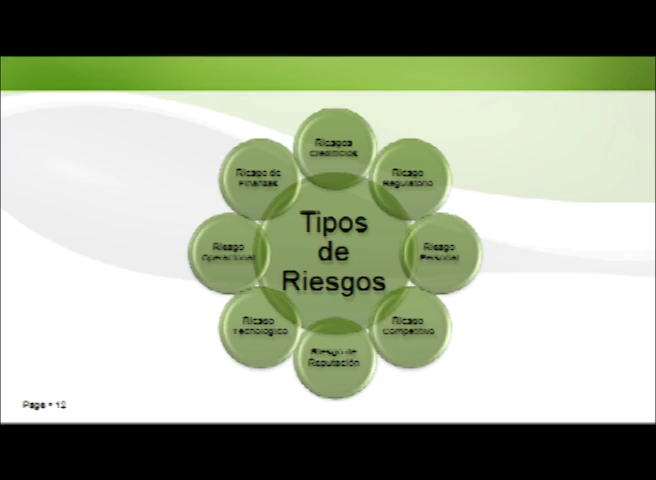 Riesgos
Crediticios
Riesgo
Regulatorio
Riesgo
Personal
Riesgo
Competitivo
Riesgo de
Reputación
Riesgo
Tecnológico
Riesgo
Operacional
Riesgo de
Finanzas
Tipos
de
Riesgos
Page ▪ 12